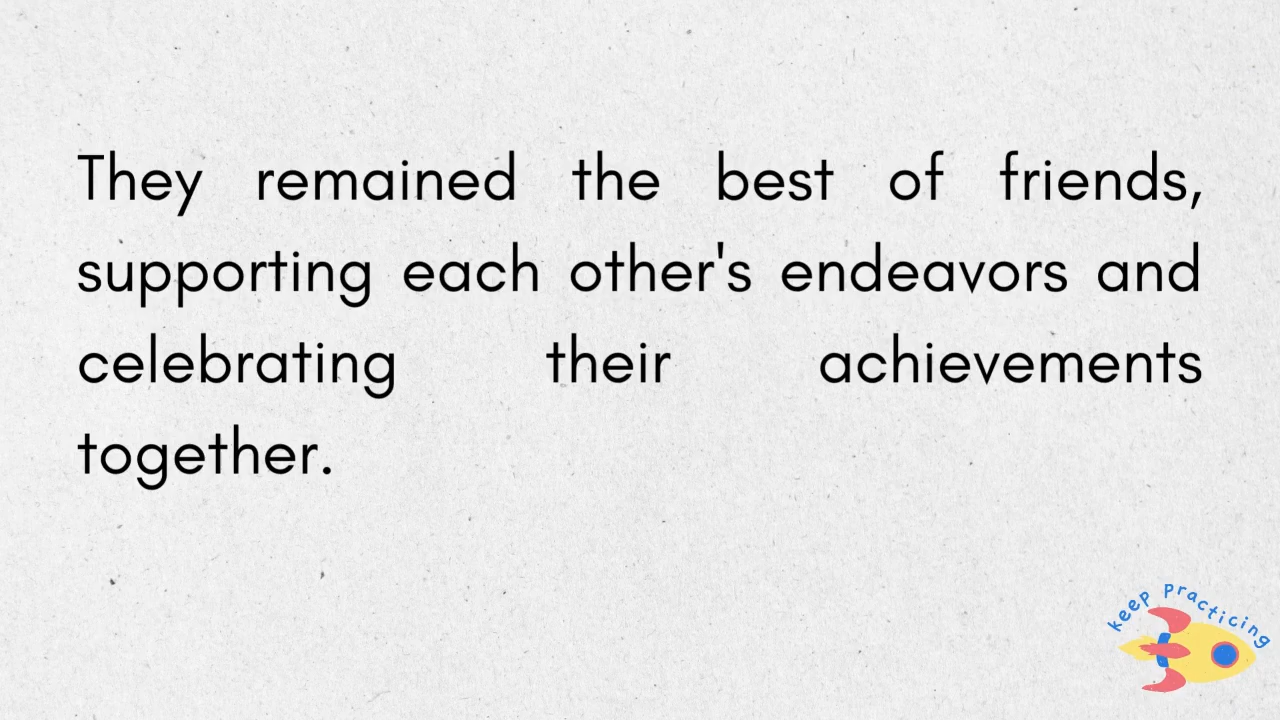 They remained the best of friends,
supporting each other's endeavors and
celebrating their achievements
together.
keep practicing